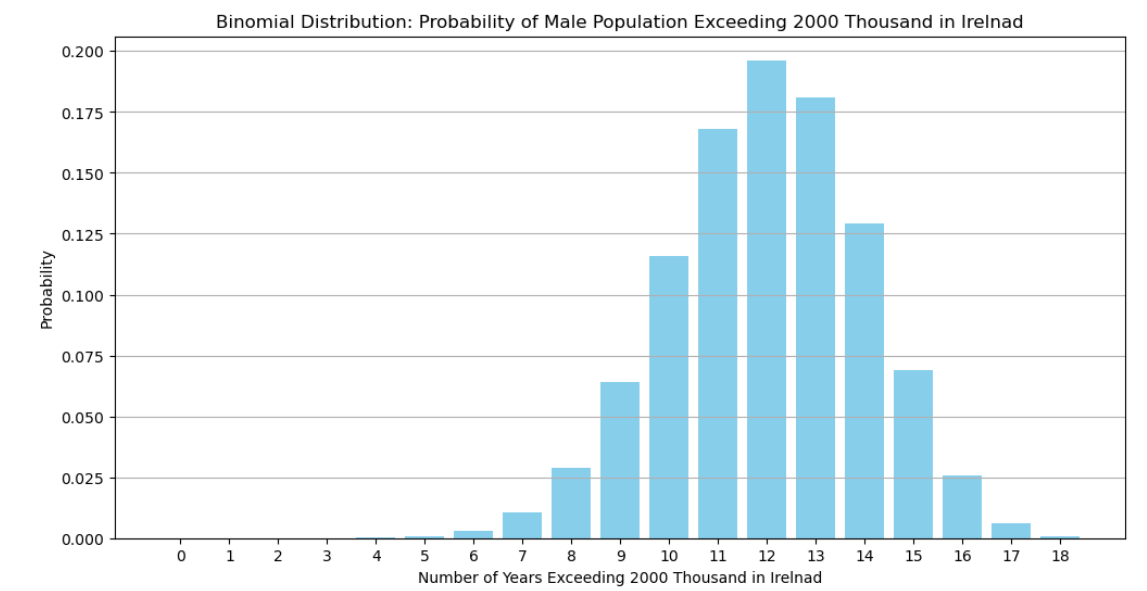 Binomial Distribution: Probability of Male Population Exceeding 2000 Thousand in Irelnad
0.200
0.175
0.150
0.125
0.100
0.075
0.050
0.025
0.000
Probability
0 1 2 3 4 5 6 7 8 9 10 11 12 13 14 15 16 17 18
Number of Years Exceeding 2000 Thousand in Irelnad